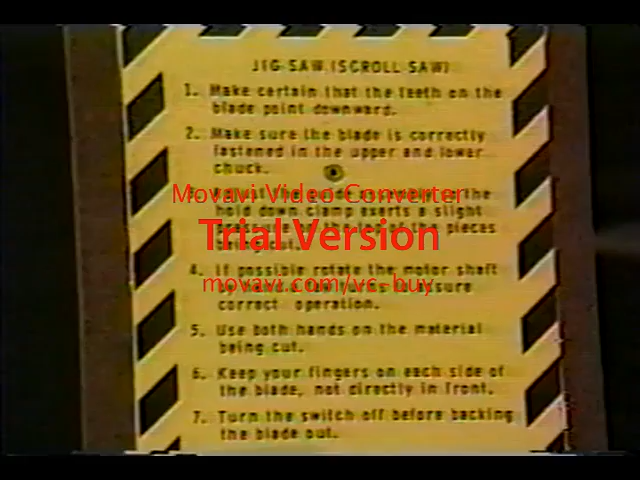 JIG SAW (SCROLL SAW)
1. Make certain that the teeth on the
blade point downward.
2. Make sure the blade is correctly
fastened in the upper and lower
chuck.
Movavi Video Converter
3. the
hold down clamp exerts a slight
Trial Version
the pieces
being cut.
4. If possible rotate the motor shaft
movavi.com/vc-buy
correct operation.
5. Use both hands on the material
being cut.
6. Keep your fingers on each side of
the blade, not directly in front.
7. Turn the switch off before backing
the blade out.